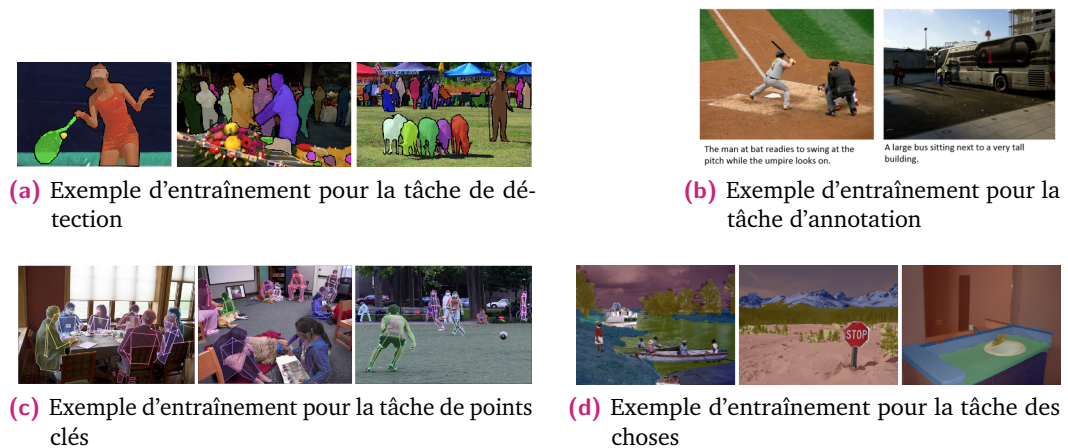 The man at bat readies to swing at the
pitch while the umpire looks on.
A large bus sitting next to a very tall
building.
(a) Exemple d'entraînement pour la tâche de dé-
tection
(b) Exemple d'entraînement pour la
tâche d'annotation
STOP
(c) Exemple d'entraînement pour la tâche de points
clés
(d) Exemple d'entraînement pour la tâche des
choses